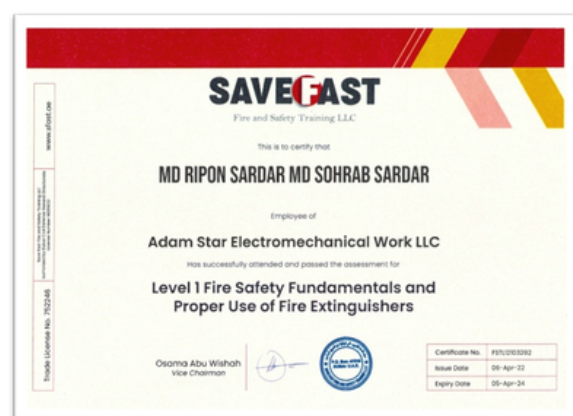 SAVEFAST
Fire and Safety Training LLC
This is to certify that
MD RIPON SARDAR MD SOHRAB SARDAR
Employee of
Adam Star Electromechanical Work LLC
Has successfully attended and passed the assessment for
Level 1 Fire Safety Fundamentals and
Proper Use of Fire Extinguishers
Osama Abu Wishah
Vice Chairman
Certificate No.
Issue Date 06-Apr-22
Expiry Date 05-Apr-24
www.sfast.ae
Trade License No. 752246